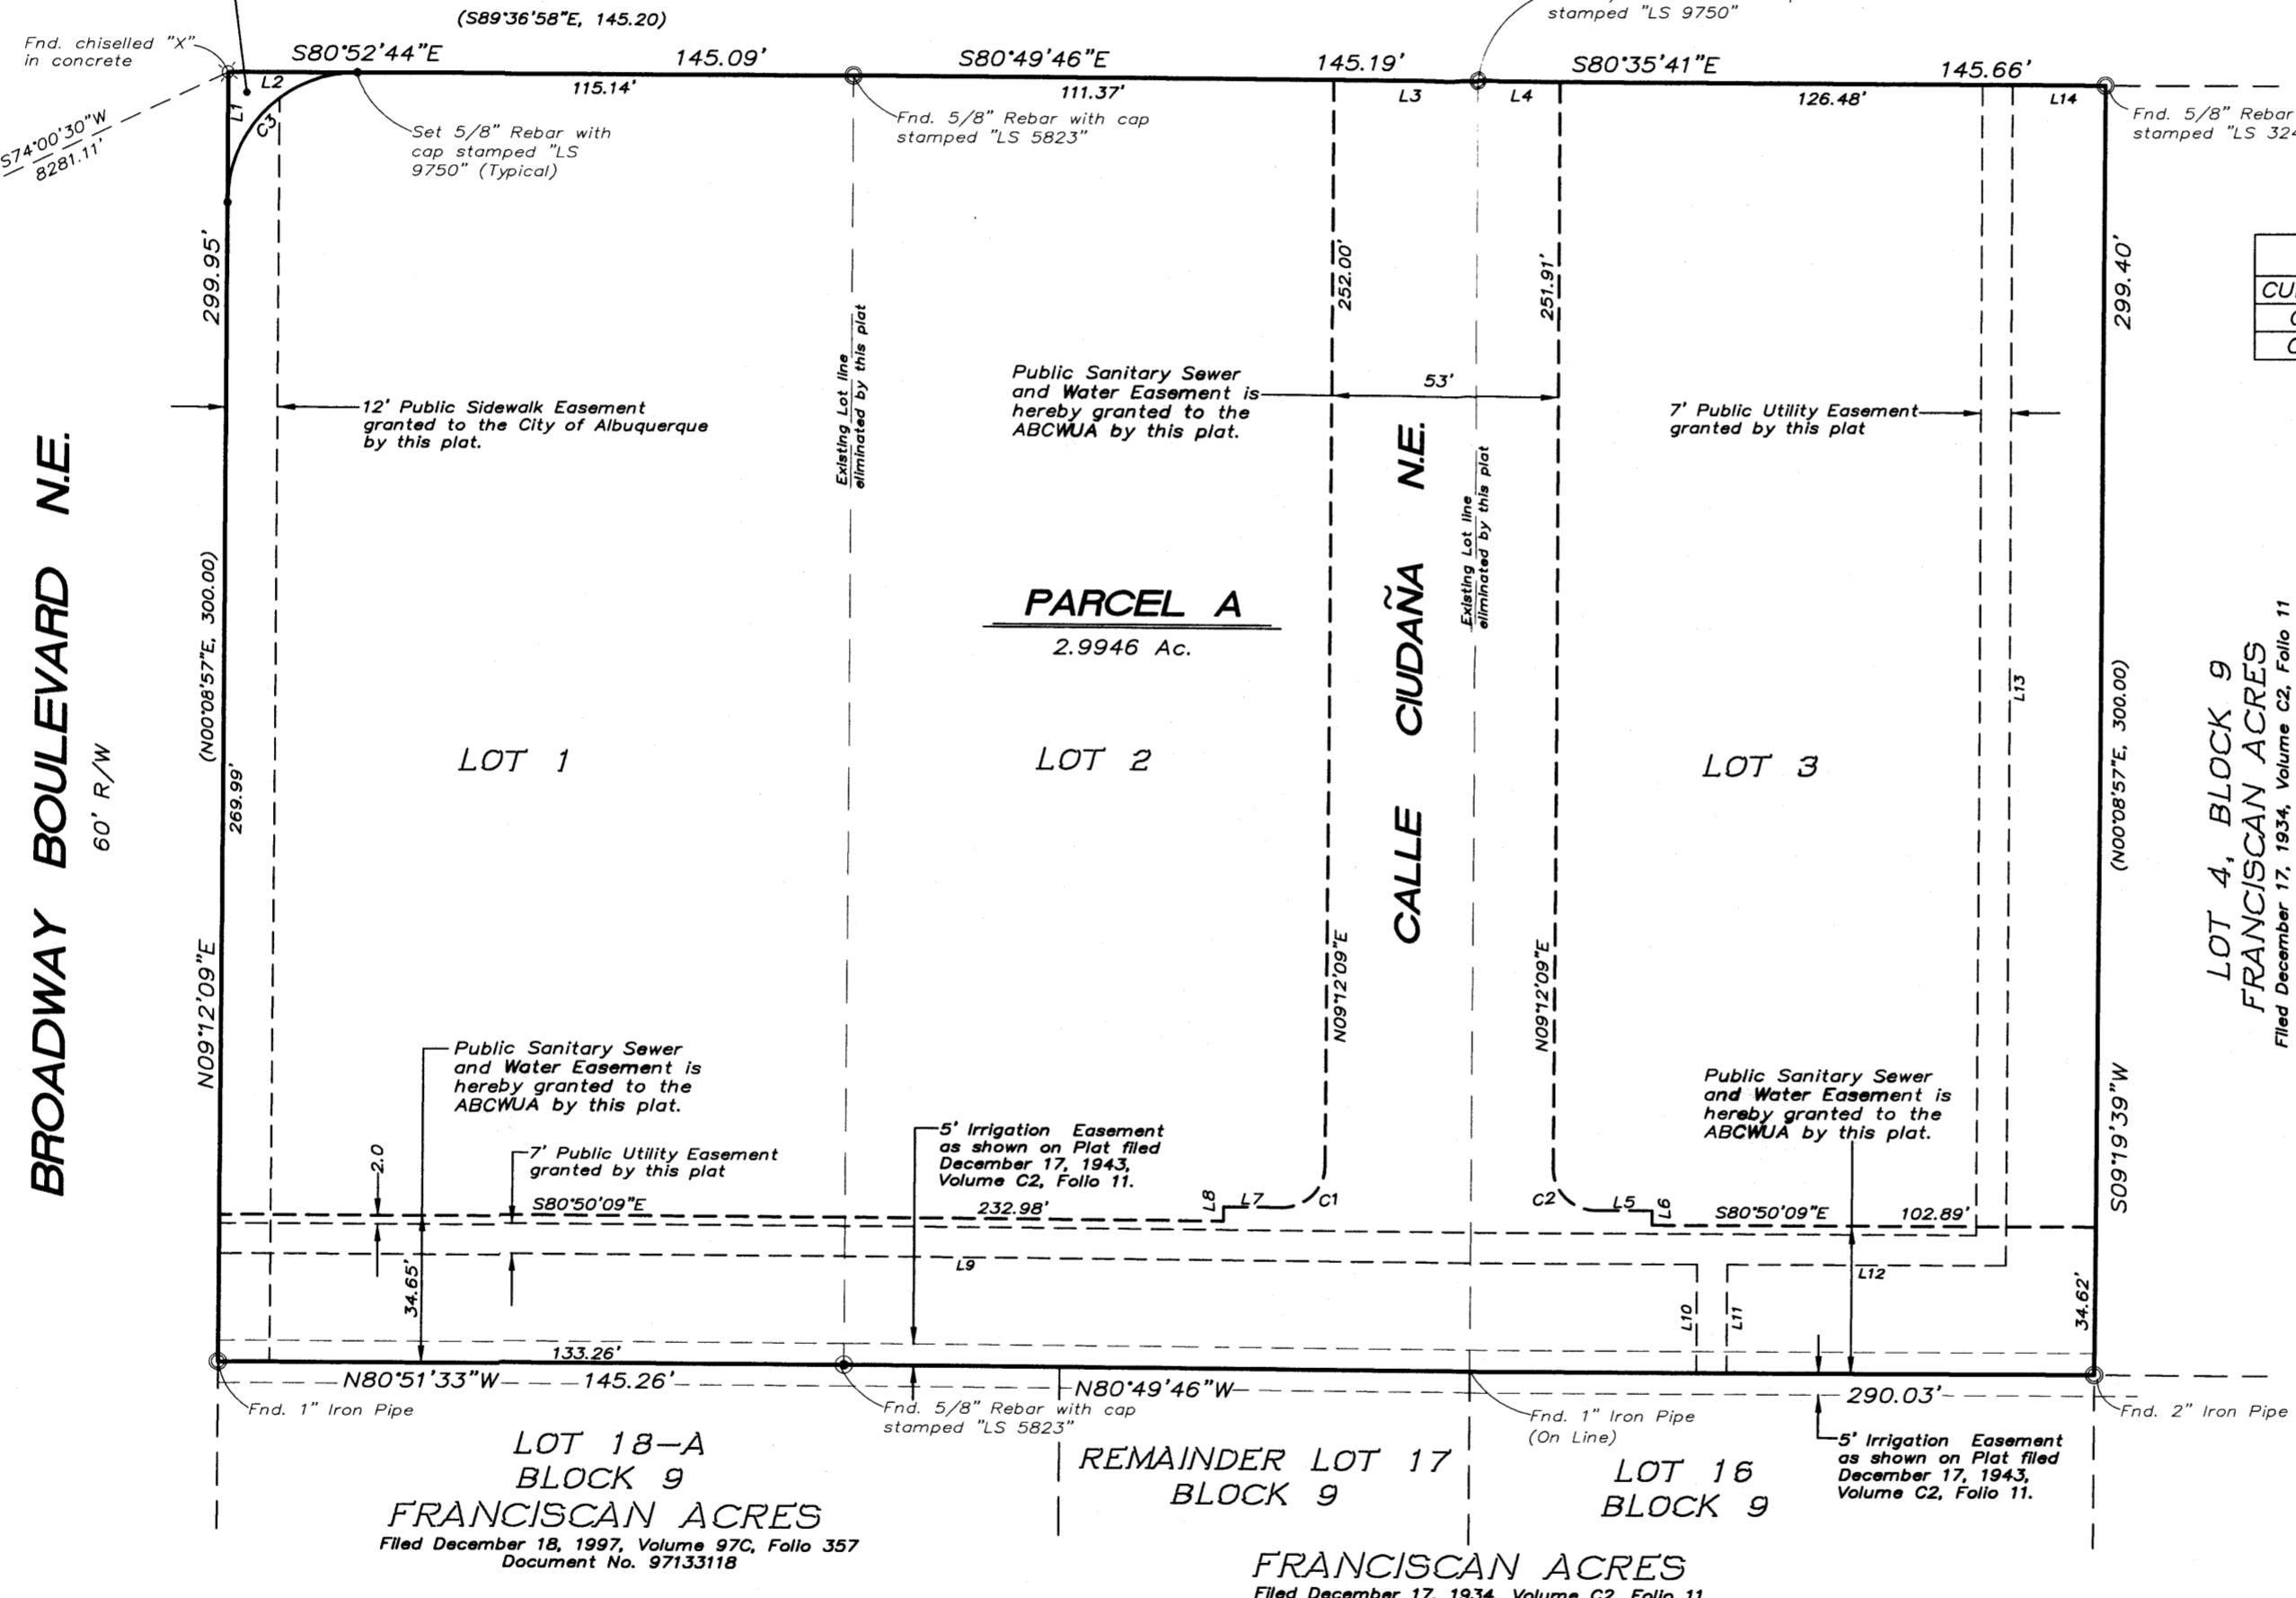 (S89°36'58"E, 145.20)
stamped "LS 9750"
Fnd. chiselled "X"
in concrete
S80°52'44"E
145.09'
S80°49'46"E
145.19'
S80°35'41"E
145.66'
L2
115.14'
111.37'
L3
L4
126.48'
L14
L1
C3
S74°00'30"W
8281.11'
Set 5/8" Rebar with
cap stamped "LS
9750" (Typical)
Fnd. 5/8" Rebar with cap
stamped "LS 5823"
Fnd. 5/8" Rebar
stamped "LS 324
299.95'
252.00'
251.91'
299.40'
CU
C
C
Existing Lot line
eliminated by this plat
Public Sanitary Sewer
and Water Easement is
hereby granted to the
ABCWUA by this plat.
53'
12' Public Sidewalk Easement
granted to the City of Albuquerque
by this plat.
7' Public Utility Easement
granted by this plat
Existing Lot line
eliminated by this plat
BROADWAY BOULEVARD N.E.
60' R/W
(N00°08'57"E, 300.00)
269.99'
N09°12'09"E
PARCEL A
2.9946 Ac.
CALLE CIUDAÑA N.E.
LOT 1
LOT 2
LOT 3
L13
(N00°08'57"E, 300.00)
LOT 4, BLOCK 9
FRANCISCAN ACRES
Filed December 17, 1934, Volume C2, Folio 11
N09°12'09"E
N09°12'09"E
S09°19'39"W
Public Sanitary Sewer
and Water Easement is
hereby granted to the
ABCWUA by this plat.
Public Sanitary Sewer
and Water Easement is
hereby granted to the
ABCWUA by this plat.
2.0
7' Public Utility Easement
granted by this plat
5' Irrigation Easement
as shown on Plat filed
December 17, 1943,
Volume C2, Folio 11.
S80°50'09"E
232.98'
L8
L7
C1
C2
L5
L6
S80°50'09"E
102.89'
34.65'
L9
L12
L10
L11
34.62'
133.26'
N80°51'33"W
145.26'
N80°49'46"W
290.03'
Fnd. 1" Iron Pipe
Fnd. 5/8" Rebar with cap
stamped "LS 5823"
Fnd. 1" Iron Pipe
(On Line)
Fnd. 2" Iron Pipe
5' Irrigation Easement
as shown on Plat filed
December 17, 1943,
Volume C2, Folio 11.
LOT 18-A
BLOCK 9
FRANCISCAN ACRES
Filed December 18, 1997, Volume 97C, Folio 357
Document No. 97133118
REMAINDER LOT 17
BLOCK 9
LOT 16
BLOCK 9
FRANCISCAN ACRES
Filed December 17, 1934, Volume C2, Folio 11